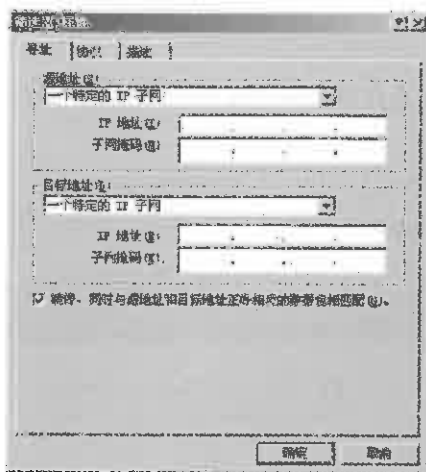 筛选器 属性
寻址 协议 描述
源地址(S):
一个特定的 IP 子网
IP 地址(I):
子网掩码(B):
目标地址(D):
一个特定的 IP 子网
IP 地址(R):
子网掩码(K):
镜像。同时与源地址和目标地址正好相反的数据包相匹配(O)。
确定 取消